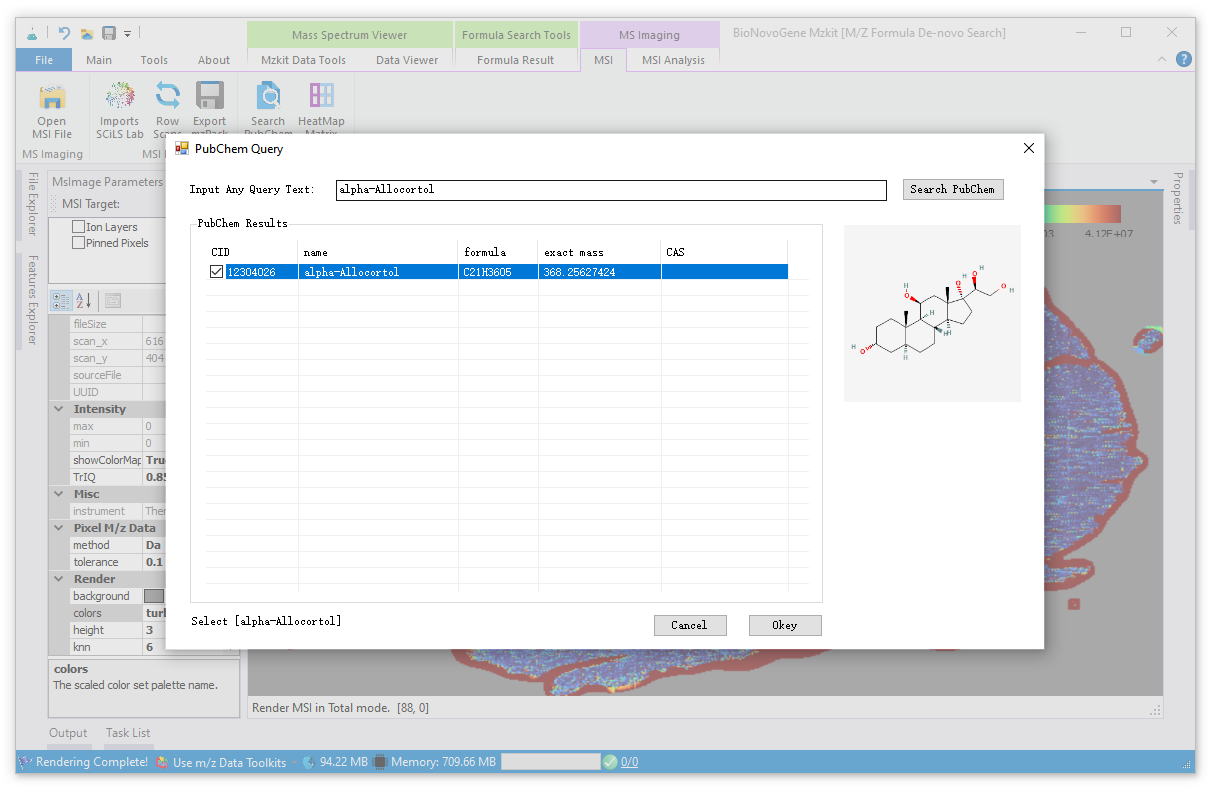 Mass Spectrum Viewer Formula Search Tools MS Imaging BioNovoGene Mzkit [M/Z Formula De-novo Search]
File Main Tools About Mzkit Data Tools Data Viewer Formula Result MSI MSI Analysis
Open Imports Row Export Search HeatMap
MSI File SCiLS Lab Scans mzPack PubChem Matrix
MS Imaging MSI
PubChem Query
File Explorer
Features Explorer
Properties
MsImage Parameters
MSI Target:
Ion Layers
Pinned Pixels
Input Any Query Text: alpha-Allocortol Search PubChem
PubChem Results
CID name formula exact mass CAS
12304026 alpha-Allocortol C21H36O5 368.25627424
H H O O H O H O H H H H O H H
03 4.12E+07
fileSize
scan_x 616
scan_y 404
sourceFile
UUID
Intensity
max 0
min 0
showColorMap True
TrIQ 0.85
Misc
instrument Ther
Pixel M/z Data
method Da
tolerance 0.1
Render
background
colors turl
height 3
knn 6
Select [alpha-Allocortol] Cancel Okey
colors
The scaled color set palette name.
Render MSI in Total mode. [88, 0]
Output Task List
Rendering Complete! Use m/z Data Toolkits 94.22 MB Memory: 709.66 MB 0/0